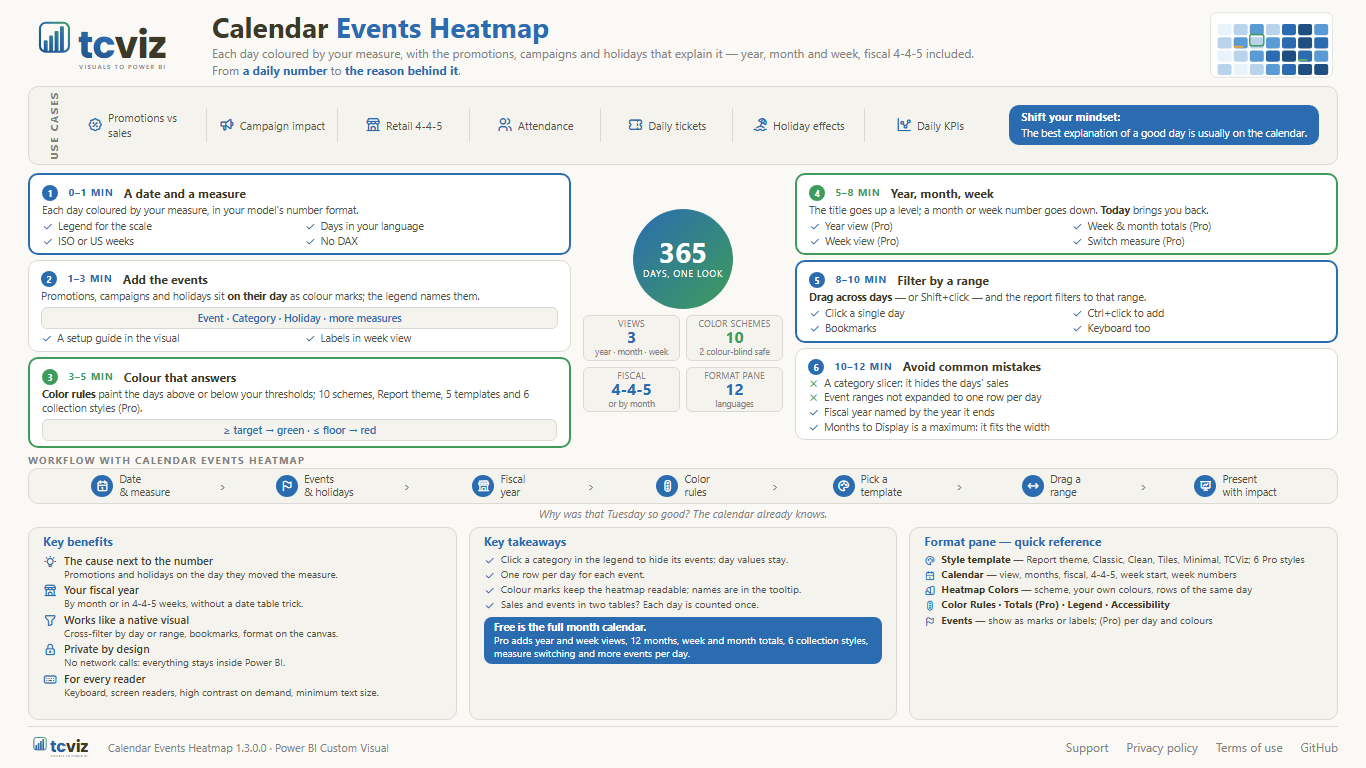 tcviz
VISUALS TO POWER BI
Calendar Events Heatmap
Each day coloured by your measure, with the promotions, campaigns and holidays that explain it — year, month and week, fiscal 4-4-5.
From a daily number to the reason behind it.
USE CASES
Promotions vs
sales
Campaign impact
Retail 4-4-5
Attendance
Daily tickets
Holiday effects
Daily KPIs
Shift your mindset:
The best explanation of a good day is usually on the calendar.
1 0–1 MIN A date and a measure
Each day coloured by your measure, in your model's number format.
✓ Legend for the scale
✓ Days in your language
✓ ISO or US weeks
✓ No DAX
2 1–3 MIN Add the events
Promotions, campaigns and holidays sit on their day as colour marks; the legend names them.
Event · Category · Holiday · more measures
✓ A setup guide in the visual
✓ Labels in week view
3 3–5 MIN Colour that answers
Color rules paint the days above or below your thresholds; 10 schemes, Report theme, 5 templates and 6
collection styles (Pro).
≥ target → green · ≤ floor → red
365
DAYS, ONE LOOK
VIEWS
3
year · month · week
COLOR SCHEMES
10
2 colour-blind safe
FISCAL
4-4-5
or by month
FORMAT PANE
12
languages
4 5–8 MIN Year, month, week
The title goes up a level; a month or week number goes down. Today brings you back.
✓ Year view (Pro)
✓ Week & month totals (Pro)
✓ Week view (Pro)
✓ Switch measure (Pro)
5 8–10 MIN Filter by a range
Drag across days — or Shift+click — and the report filters to that range.
✓ Click a single day
✓ Ctrl+click to add
✓ Bookmarks
✓ Keyboard too
6 10–12 MIN Avoid common mistakes
× A category slicer: it hides the days' sales
× Event ranges not expanded to one row per day
✓ Fiscal year named by the year it ends
✓ Months to Display is a maximum: it fits the width
WORKFLOW WITH CALENDAR EVENTS HEATMAP
Date
& measure
›
Events
& holidays
›
Fiscal
year
›
Color
rules
›
Pick a
template
›
Drag a
range
›
Present
with impact
Why was that Tuesday so good? The calendar already knows.
Key benefits
The cause next to the number
Promotions and holidays on the day they moved the measure.
Your fiscal year
By month or in 4-4-5 weeks, without a date table trick.
Works like a native visual
Cross-filter by day or range, bookmarks, format on the canvas.
Private by design
No network calls: everything stays inside Power BI.
For every reader
Keyboard, screen readers, high contrast on demand, minimum text size.
Key takeaways
✓ Click a category in the legend to hide its events: day values stay.
✓ One row per day for each event.
✓ Colour marks keep the heatmap readable; names are in the tooltip.
✓ Sales and events in two tables? Each day is counted once.
Free is the full month calendar.
Pro adds year and week views, 12 months, week and month totals, 6 collection styles,
measure switching and more events per day.
Format pane — quick reference
Style template — Report theme, Classic, Clean, Tiles, Minimal, TCViz; 6 Pro styles
Calendar — view, months, fiscal, 4-4-5, week start, week numbers
Heatmap Colors — scheme, your own colours, rows of the same day
Color Rules · Totals (Pro) · Legend · Accessibility
Events — show as marks or labels; (Pro) per day and colours
tcviz
VISUALS TO POWER BI
Calendar Events Heatmap 1.3.0.0 · Power BI Custom Visual
Support
Privacy policy
Terms of use
GitHub